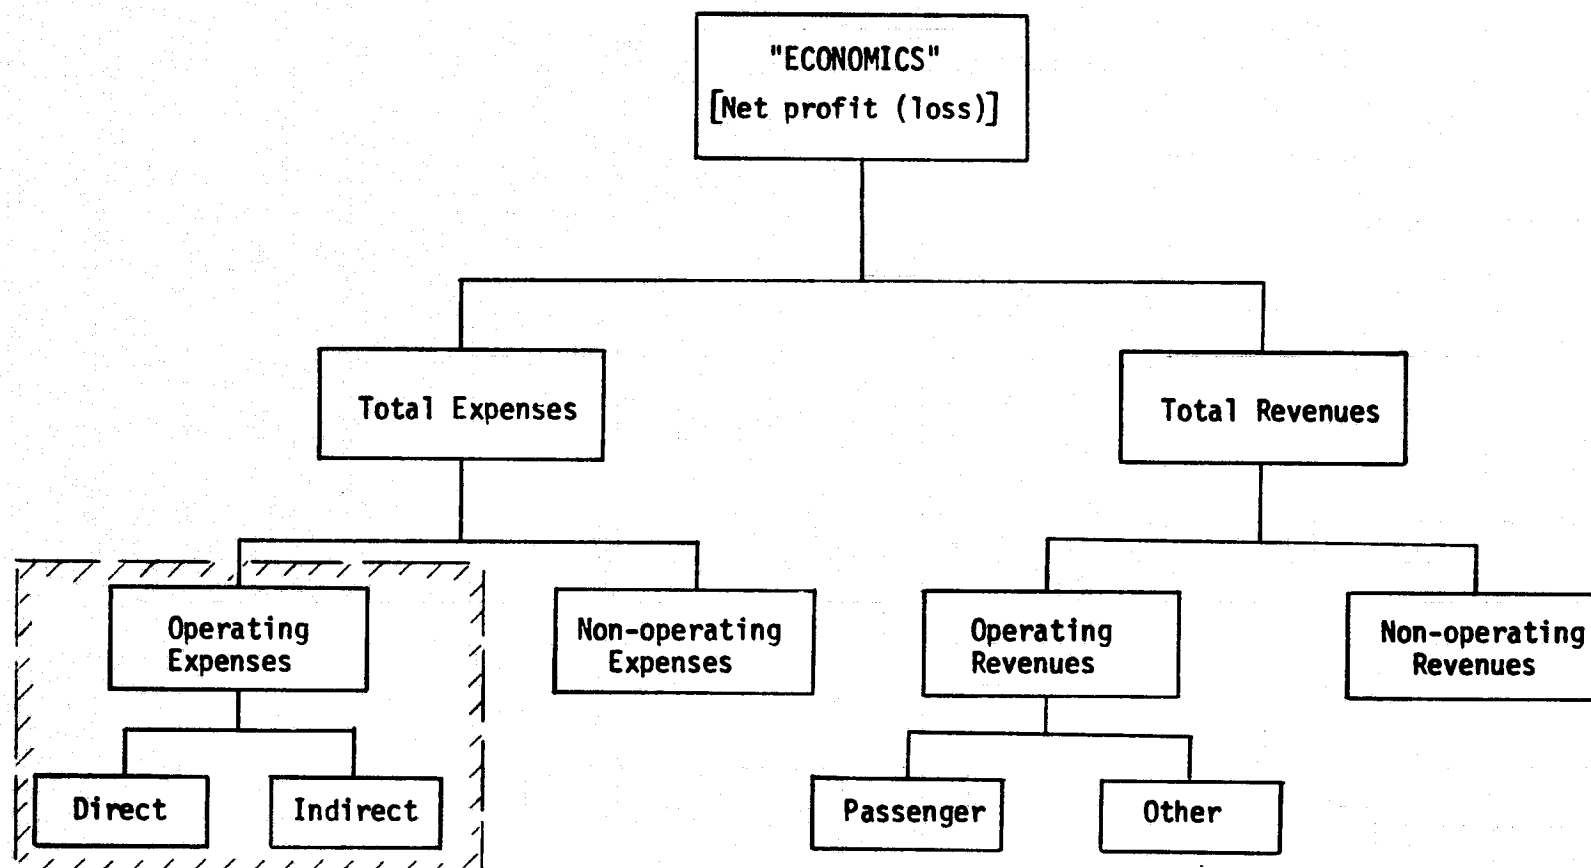 "ECONOMICS"
[Net profit (loss)]
Total Expenses
Total Revenues
Operating
Expenses
Non-operating
Expenses
Operating
Revenues
Non-operating
Revenues
Direct
Indirect
Passenger
Other